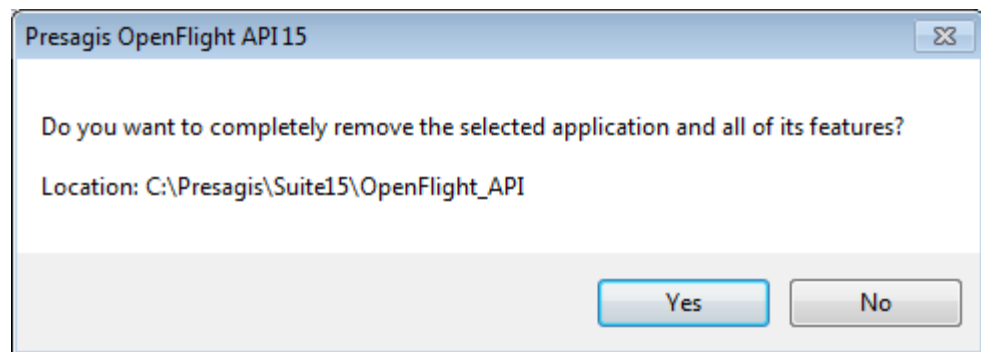 Presagis OpenFlight API 15
Do you want to completely remove the selected application and all of its features?
Location: C:\Presagis\Suite15\OpenFlight_API
Yes No